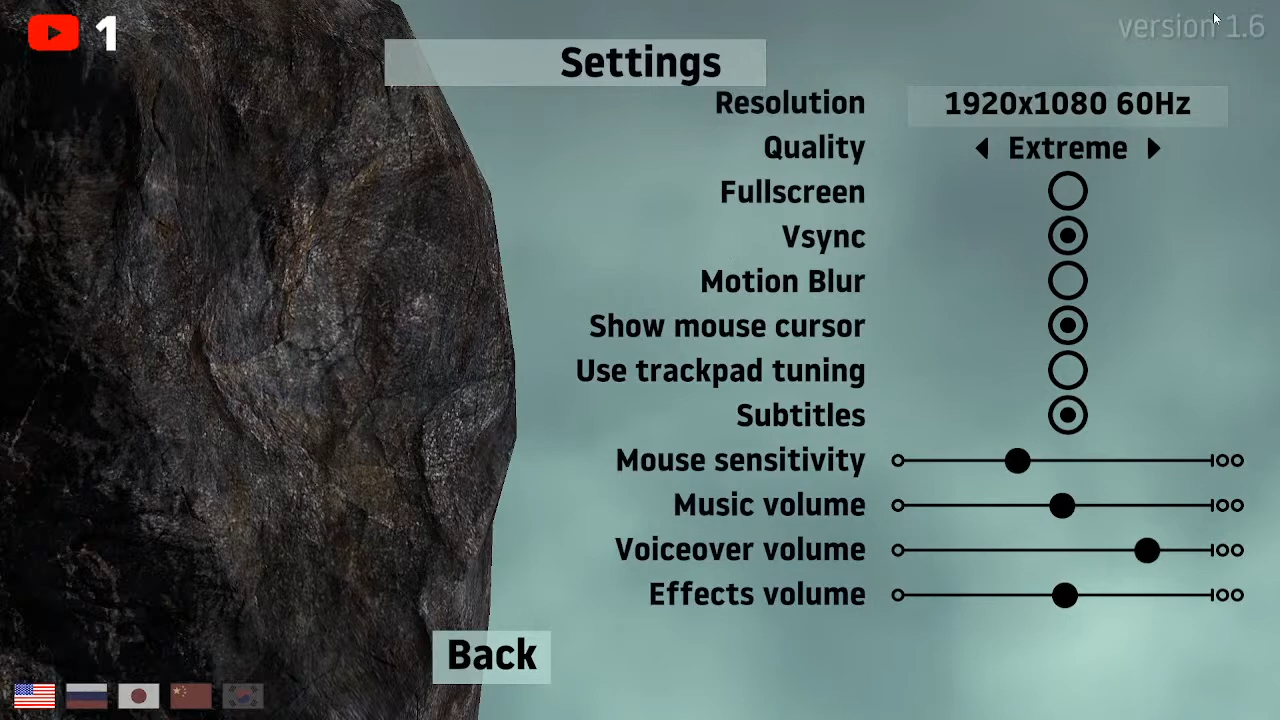 1
version 1.6
Settings
Resolution 1920x1080 60Hz
Quality Extreme
Fullscreen
Vsync
Motion Blur
Show mouse cursor
Use trackpad tuning
Subtitles
Mouse sensitivity
Music volume
Voiceover volume
Effects volume
Back